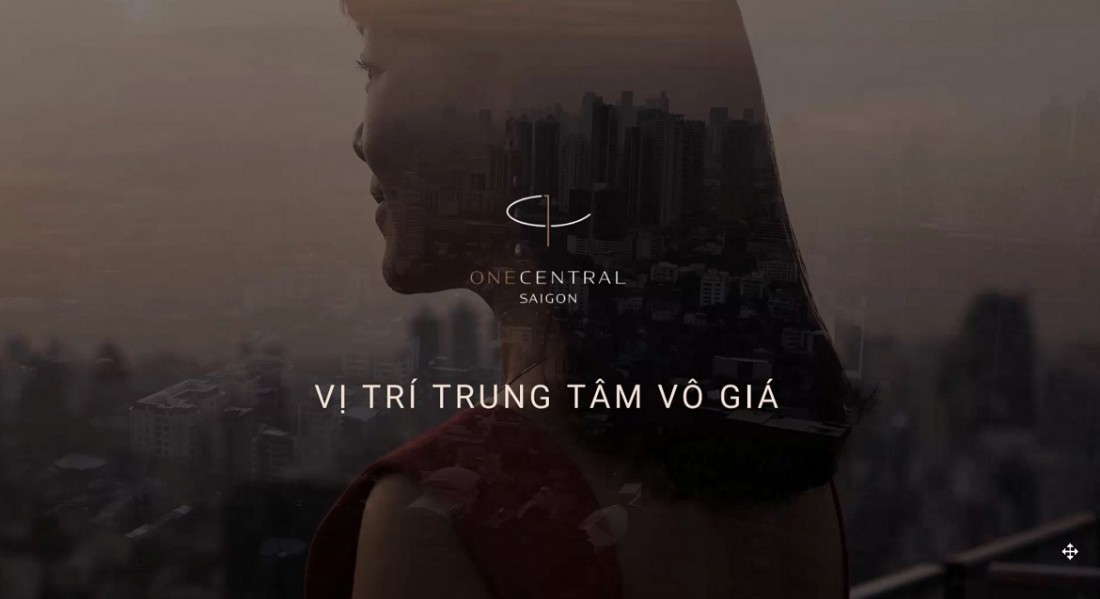 ONECENTRAL
SAIGON
VỊ TRÍ TRUNG TÂM VÔ GIÁ